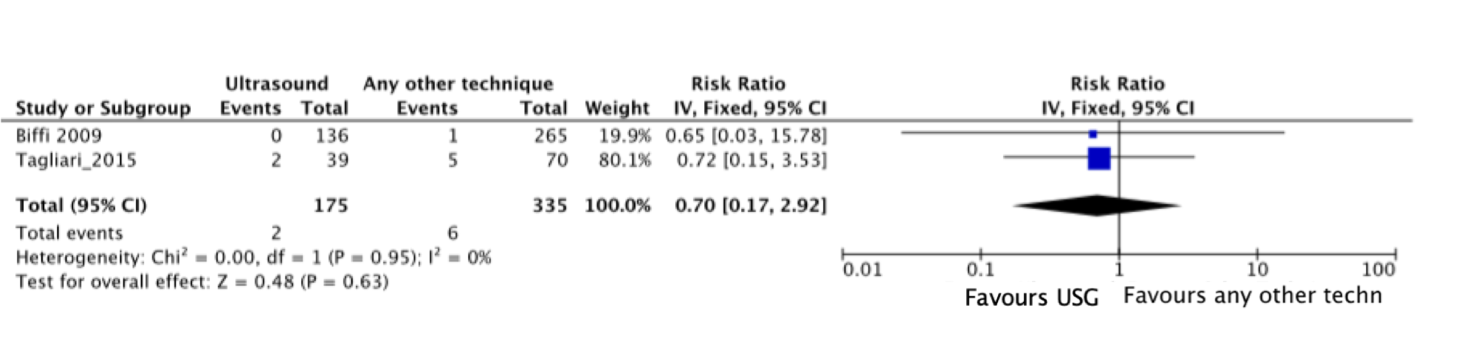 Ultrasound Any other technique Risk Ratio Risk Ratio
Study or Subgroup Events Total Events Total Weight IV, Fixed, 95% CI IV, Fixed, 95% CI
Biffi 2009 0 136 1 265 19.9% 0.65 [0.03, 15.78]
Tagliari_2015 2 39 5 70 80.1% 0.72 [0.15, 3.53]
Total (95% CI) 175 335 100.0% 0.70 [0.17, 2.92]
Total events 2 6
Heterogeneity: Chi² = 0.00, df = 1 (P = 0.95); I² = 0%
Test for overall effect: Z = 0.48 (P = 0.63)
0.01 0.1 1 10 100
Favours USG Favours any other techn